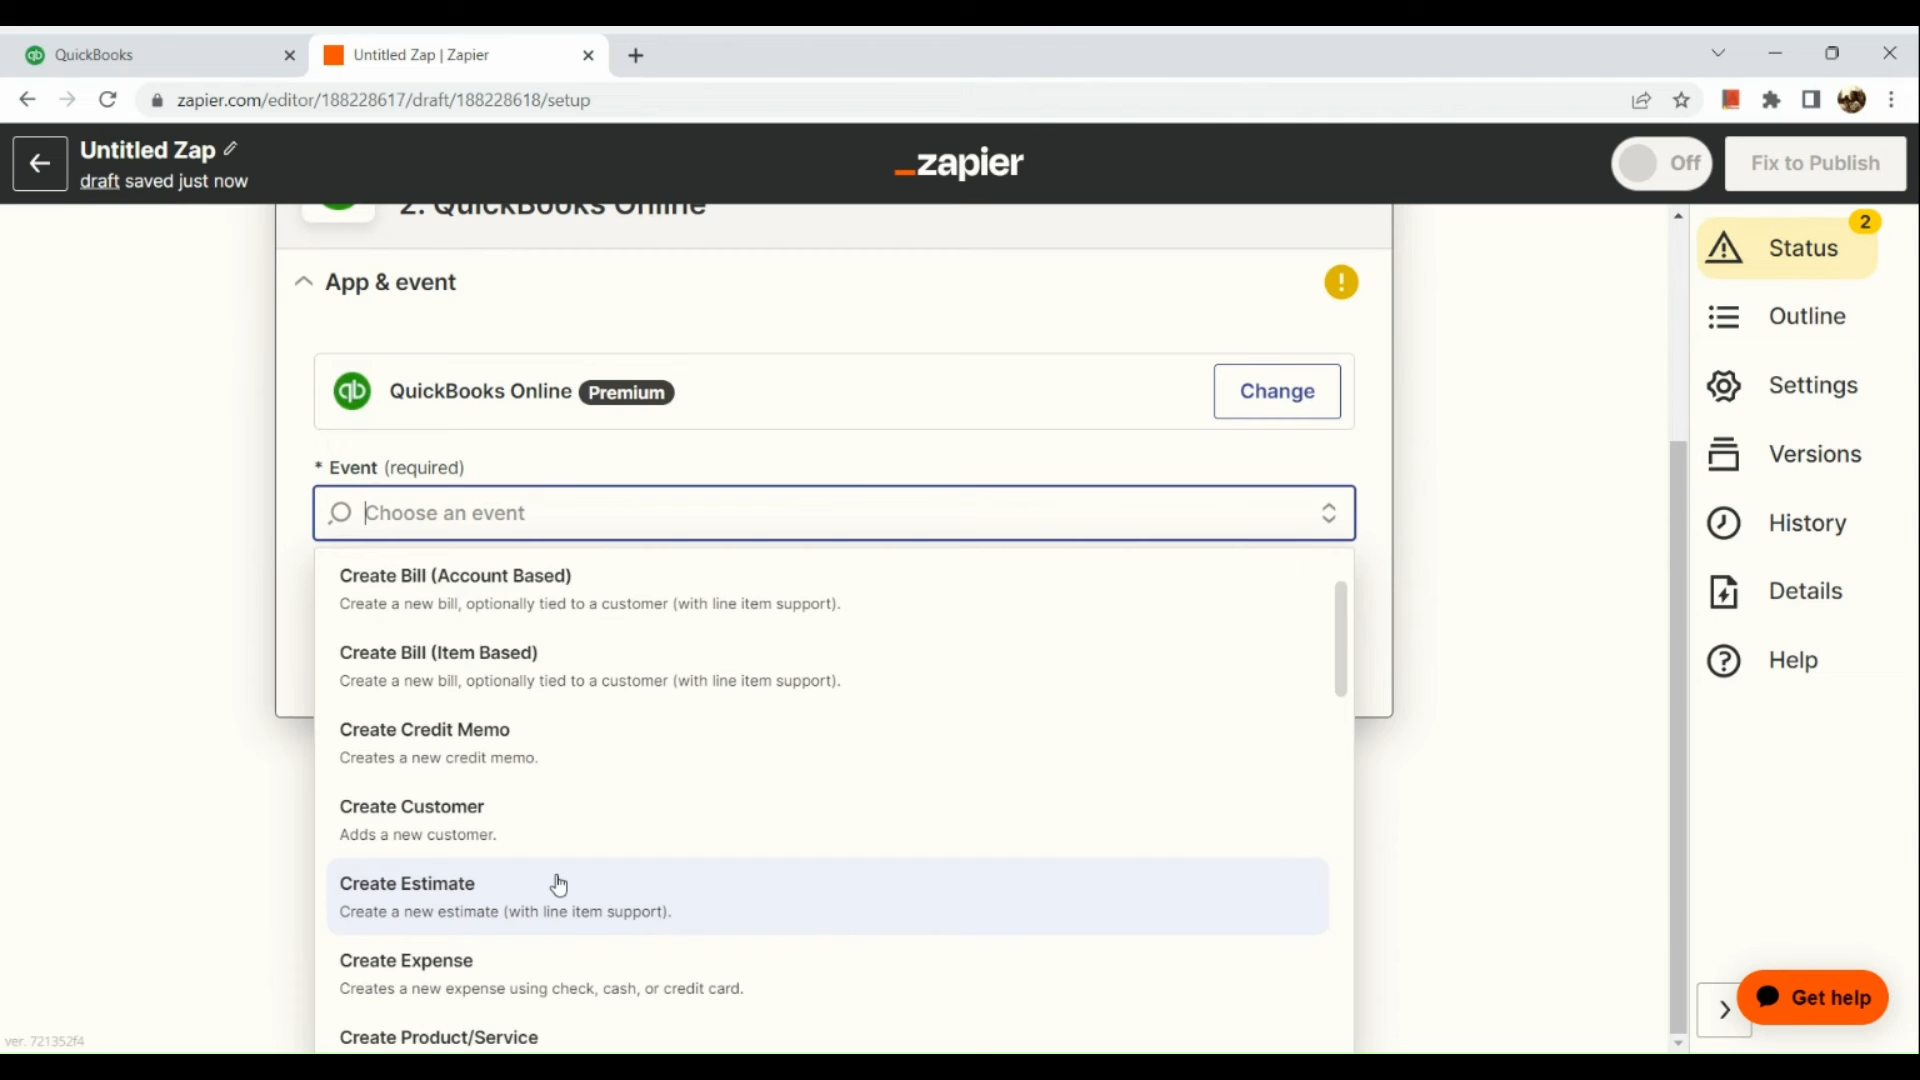 QuickBooks
Untitled Zap | Zapier
zapier.com/editor/188228617/draft/188228618/setup
Untitled Zap
draft saved just now
_zapier
Off
Fix to Publish
2. QuickBooks Online
App & event
!
qb QuickBooks Online Premium
Change
* Event (required)
Choose an event
Create Bill (Account Based)
Create a new bill, optionally tied to a customer (with line item support).
Create Bill (Item Based)
Create a new bill, optionally tied to a customer (with line item support).
Create Credit Memo
Creates a new credit memo.
Create Customer
Adds a new customer.
Create Estimate
Create a new estimate (with line item support).
Create Expense
Creates a new expense using check, cash, or credit card.
Create Product/Service
2
Status
Outline
Settings
Versions
History
Details
Help
Get help
ver. 721352f4